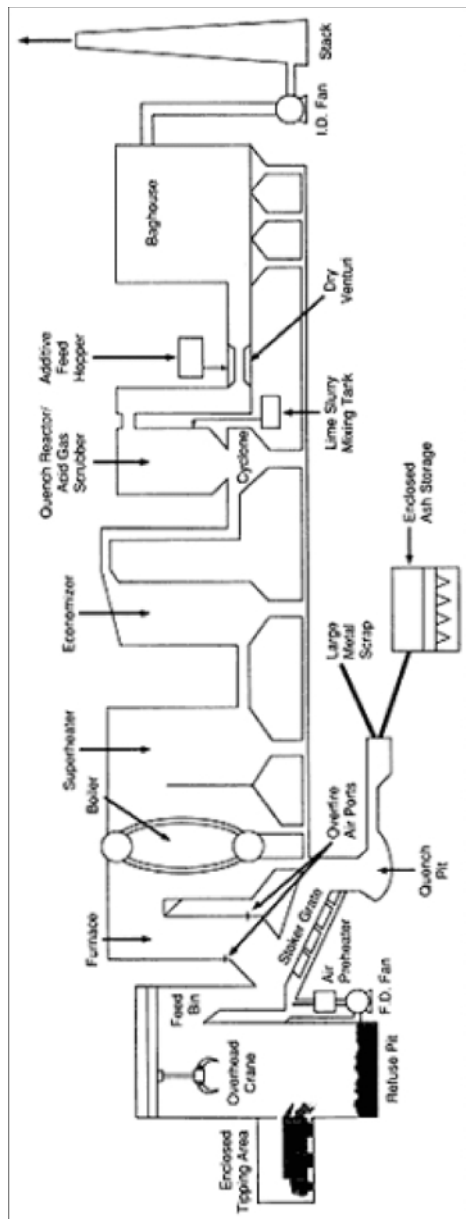 Enclosed
Tipping Area
Overhead
Crane
Refuse Pit
Feed
Bin
F.D. Fan
Air
Preheater
Stoker Grate
Furnace
Boiler
Overfire
Air Ports
Quench
Pit
Superheater
Large
Metal
Scrap
Enclosed
Ash Storage
Economizer
Quench Reactor/
Acid Gas
Scrubber
Cyclone
Lime Slurry
Mixing Tank
Additive
Feed
Hopper
Dry
Venturi
Baghouse
I.D. Fan
Stack